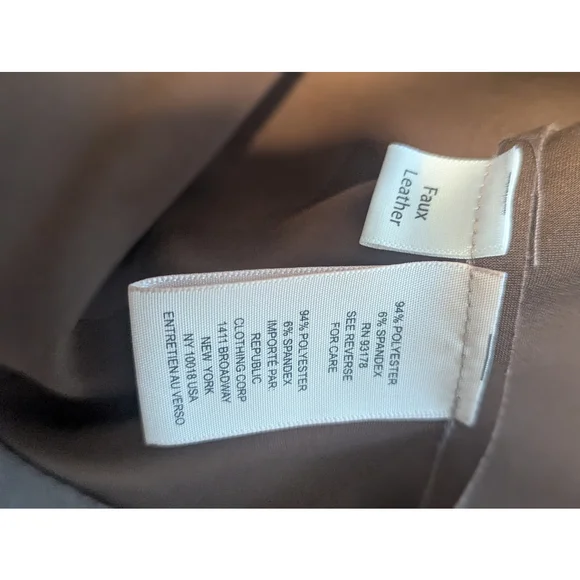 Faux
Leather
94% POLYESTER
6% SPANDEX
RN 93178
SEE REVERSE
FOR CARE
94% POLYESTER
6% SPANDEX
IMPORTÉ PAR:
REPUBLIC
CLOTHING CORP
1411 BROADWAY
NEW YORK
NY 10018 USA
ENTRETIEN AU VERSO